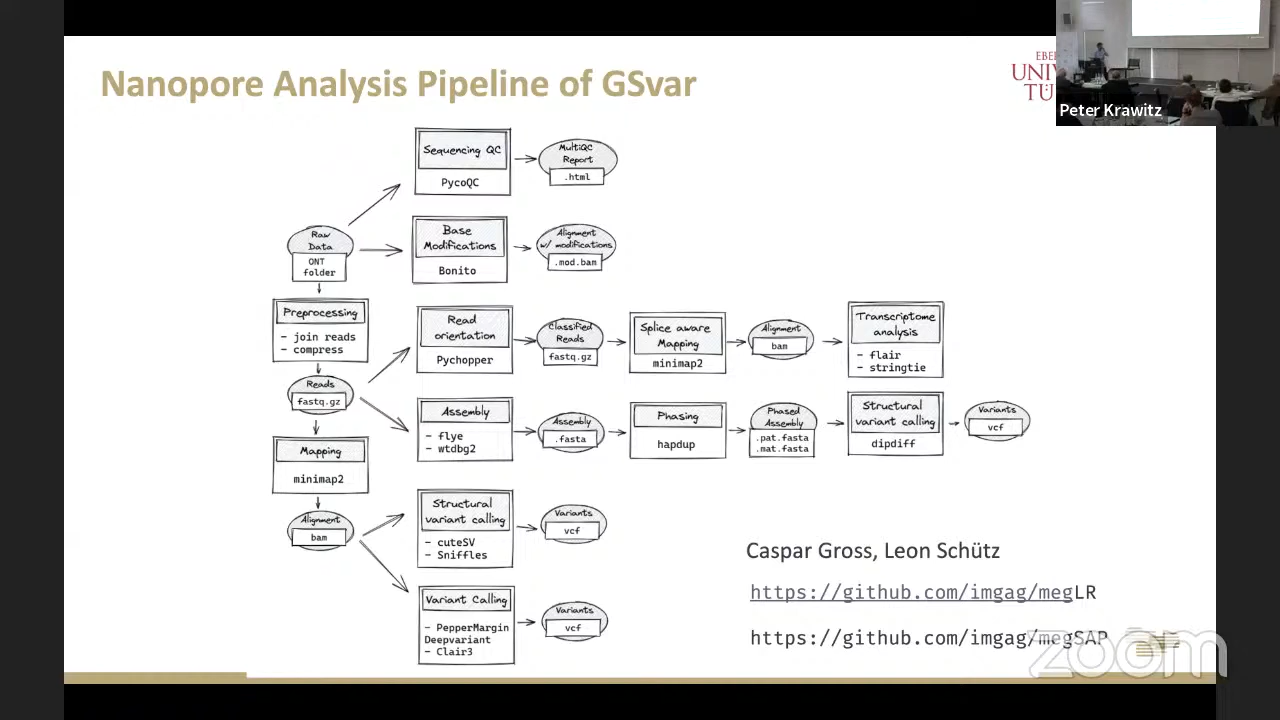 Nanopore Analysis Pipeline of GSvar
EBE
UNIV
TÜ
Peter Krawitz
Sequencing QC
PycoQC
MultiQC
Report
.html
Raw
Data
ONT
folder
Base
Modifications
Bonito
Alignment
w/ modifications
.mod.bam
Preprocessing
- join reads
- compress
Read
orientation
Pychopper
Classified
Reads
fastq.gz
Splice aware
Mapping
minimap2
Alignment
bam
Transcriptome
analysis
- flair
- stringtie
Reads
fastq.gz
Assembly
- flye
- wtdbg2
Assembly
.fasta
Phasing
hapdup
Phased
Assembly
.pat.fasta
.mat.fasta
Structural
variant calling
dipdiff
Variants
vcf
Mapping
minimap2
Alignment
bam
Structural
variant calling
- cuteSV
- Sniffles
Variants
vcf
Variant Calling
- PepperMargin
Deepvariant
- Clair3
Variants
vcf
Caspar Gross, Leon Schütz
https://github.com/imgag/megLR
https://github.com/imgag/megSAP
zoom